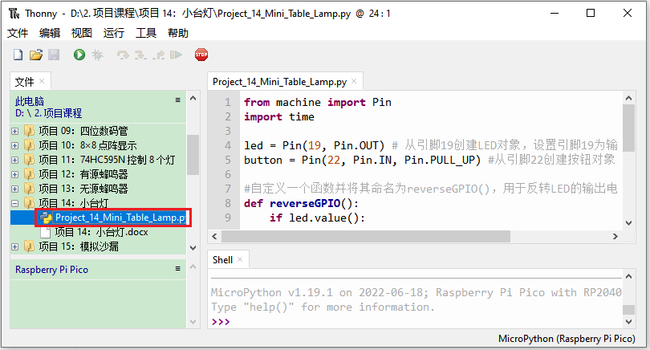 Thonny - D:\2. 项目课程\项目 14：小台灯\Project_14_Mini_Table_Lamp.py @ 24 : 1
文件 编辑 视图 运行 工具 帮助
STOP
文件
此电脑
D: \ 2. 项目课程
项目 09：四位数码管
项目 10：8×8 点阵显示
项目 11：74HC595N 控制 8 个灯
项目 12：有源蜂鸣器
项目 13：无源蜂鸣器
项目 14：小台灯
Project_14_Mini_Table_Lamp.py
项目 14：小台灯.docx
项目 15：模拟沙漏
Raspberry Pi Pico
Project_14_Mini_Table_Lamp.py
1 from machine import Pin
2 import time
3
4 led = Pin(19, Pin.OUT) # 从引脚19创建LED对象，设置引脚19为输
5 button = Pin(22, Pin.IN, Pin.PULL_UP) #从引脚22创建按钮对象
6
7 #自定义一个函数并将其命名为reverseGPIO()，用于反转LED的输出电
8 def reverseGPIO():
9 if led.value():
Shell
MicroPython v1.19.1 on 2022-06-18; Raspberry Pi Pico with RP2040
Type "help()" for more information.
>>>
MicroPython (Raspberry Pi Pico)